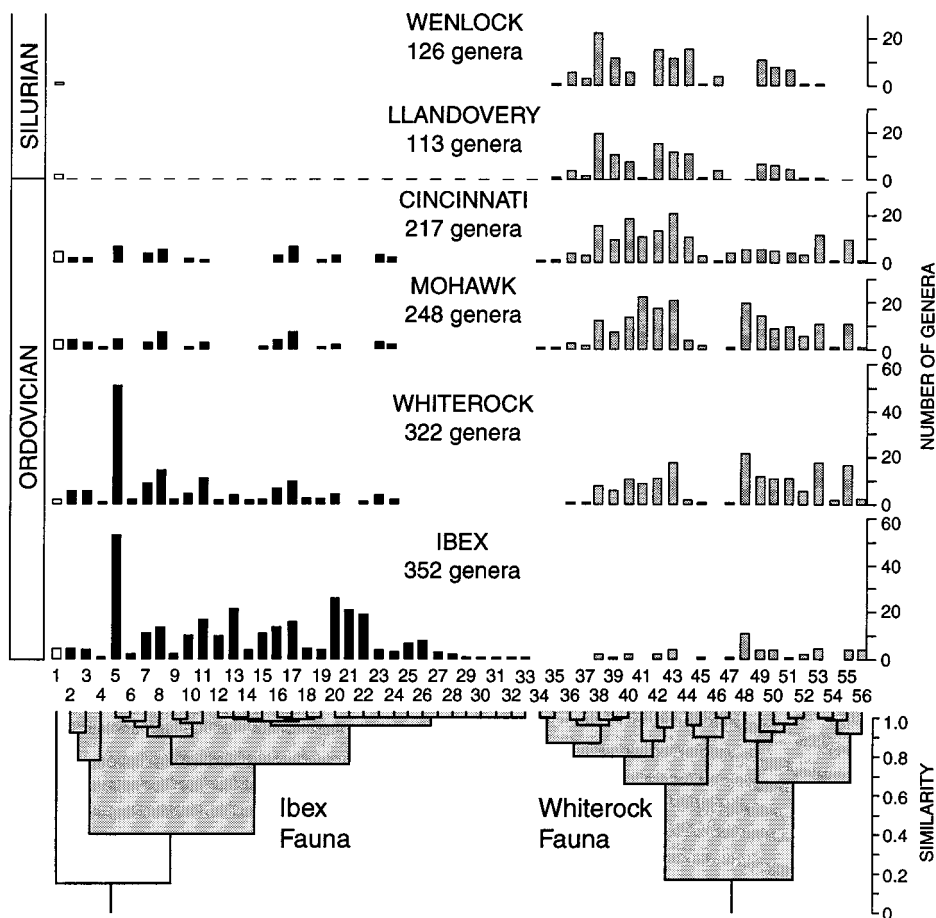 WENLOCK
126 genera
20
0
LLANDOVERY
113 genera
20
0
CINCINNATI
217 genera
20
0
MOHAWK
248 genera
20
0
WHITEROCK
322 genera
60
40
20
0
IBEX
352 genera
60
40
20
0
SILURIAN
ORDOVICIAN
NUMBER OF GENERA
1 3 5 7 9 11 13 15 17 19 21 23 25 27 29 31 33 35 37 39 41 43 45 47 49 51 53 55
2 4 6 8 10 12 14 16 18 20 22 24 26 28 30 32 34 36 38 40 42 44 46 48 50 52 54 56
1.0
0.8
0.6
0.4
0.2
0
SIMILARITY
Ibex
Fauna
Whiterock
Fauna